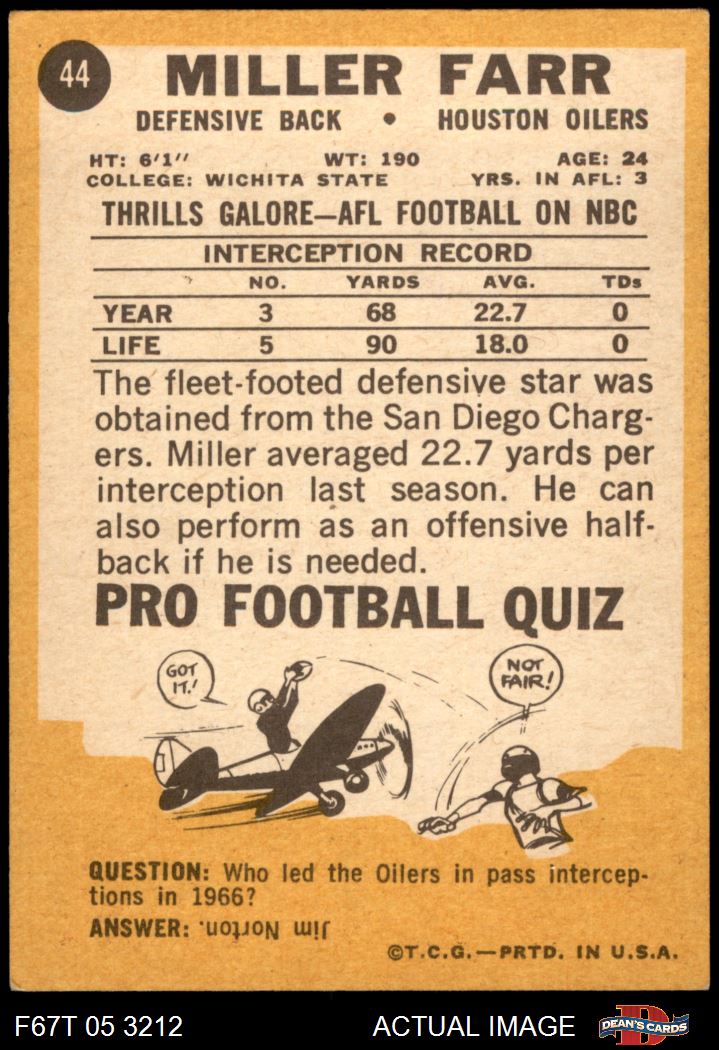 44
MILLER FARR
DEFENSIVE BACK • HOUSTON OILERS
HT: 6'1" WT: 190 AGE: 24
COLLEGE: WICHITA STATE YRS. IN AFL: 3
THRILLS GALORE—AFL FOOTBALL ON NBC
INTERCEPTION RECORD
NO. YARDS AVG. TDs
YEAR 3 68 22.7 0
LIFE 5 90 18.0 0
The fleet-footed defensive star was
obtained from the San Diego Charg-
ers. Miller averaged 22.7 yards per
interception last season. He can
also perform as an offensive half-
back if he is needed.
PRO FOOTBALL QUIZ
GOT
IT!
NOT
FAIR!
QUESTION: Who led the Oilers in pass intercep-
tions in 1966?
ANSWER: Jim Norton.
©T.C.G.—PRTD. IN U.S.A.
F67T 05 3212 ACTUAL IMAGE DEAN'S CARDS